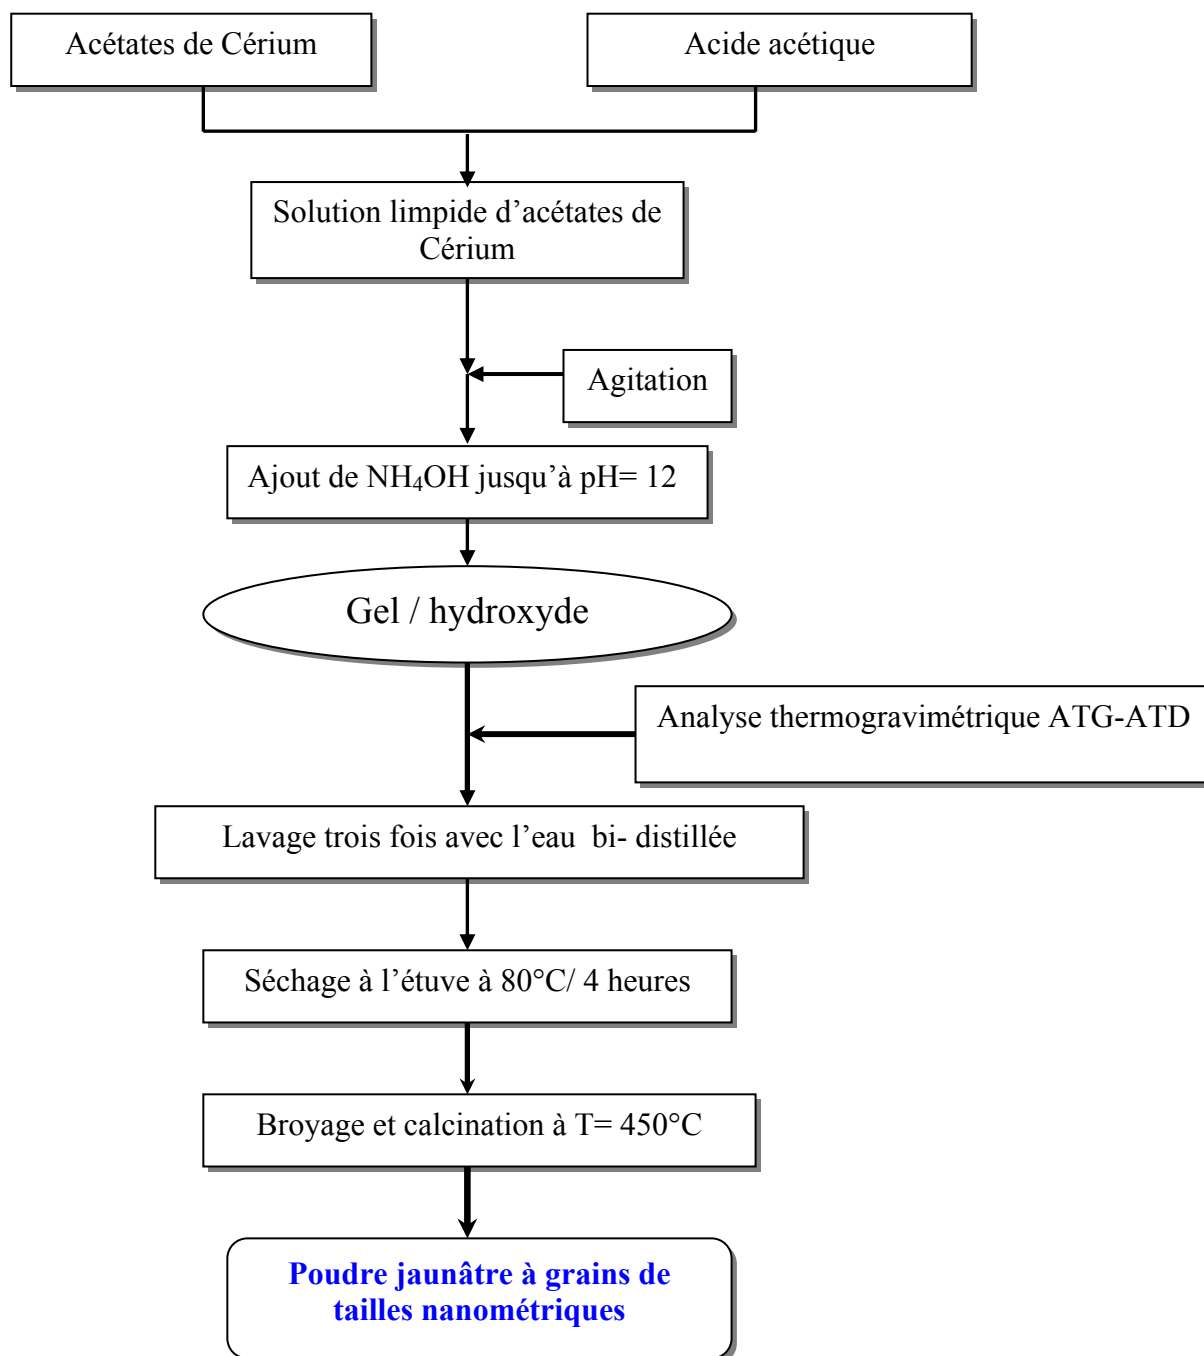 Acétates de Cérium
Acide acétique
Solution limpide d’acétates de
Cérium
Agitation
Ajout de NH₄OH jusqu’à pH= 12
Gel / hydroxyde
Analyse thermogravimétrique ATG-ATD
Lavage trois fois avec l’eau bi- distillée
Séchage à l’étuve à 80°C/ 4 heures
Broyage et calcination à T= 450°C
Poudre jaunâtre à grains de
tailles nanométriques